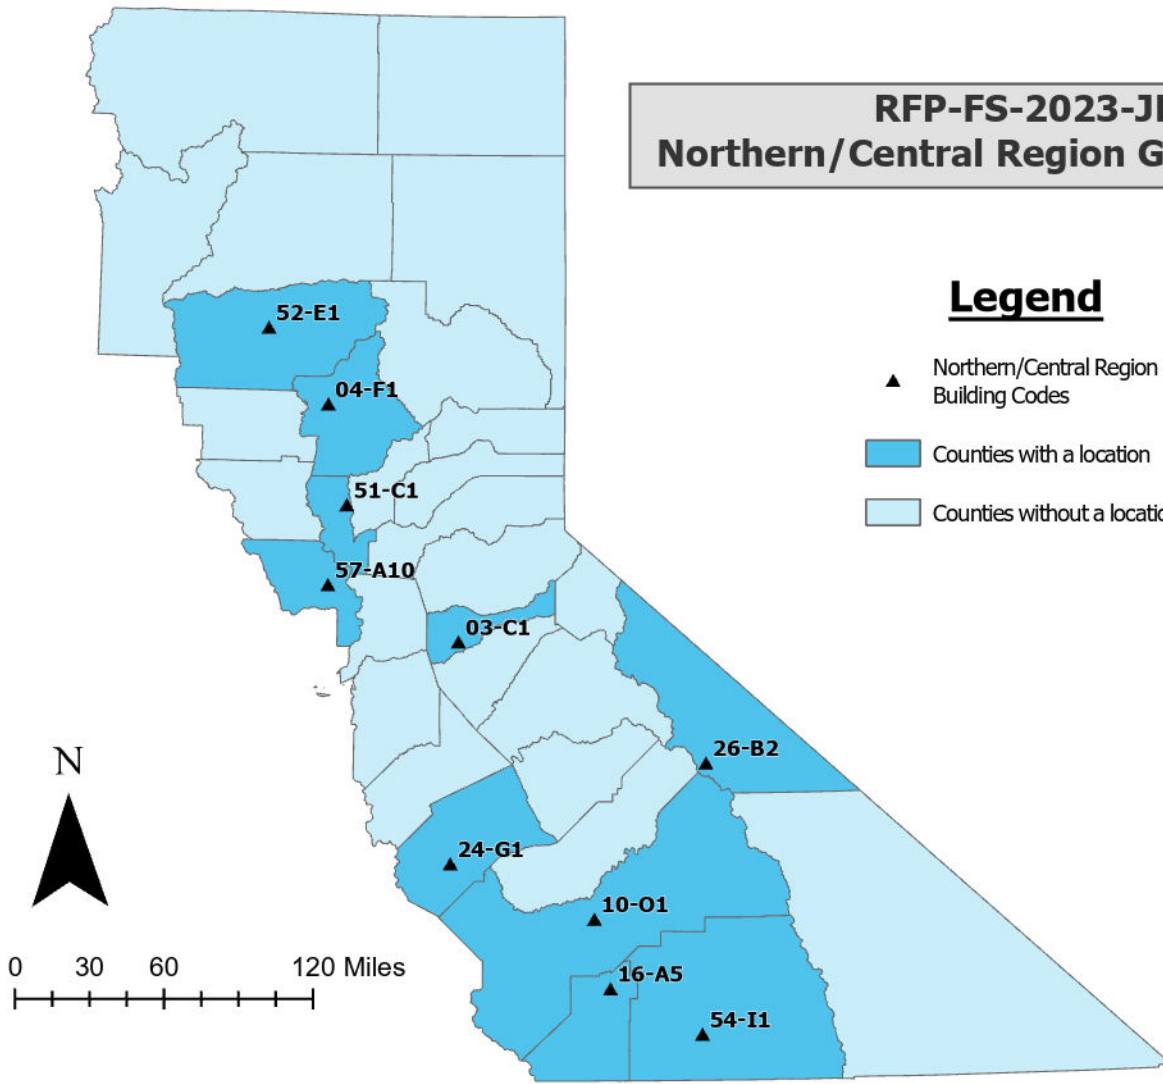 RFP-FS-2023-
Northern/Central Region
Legend
Northern/Central Region
Building Codes
Counties with a location
Counties without a
52-E1
04-F1
51-C1
57-A10
03-C1
26-B2
24-G1
10-O1
16-A5
54-I1
N
0 30 60 120 Miles